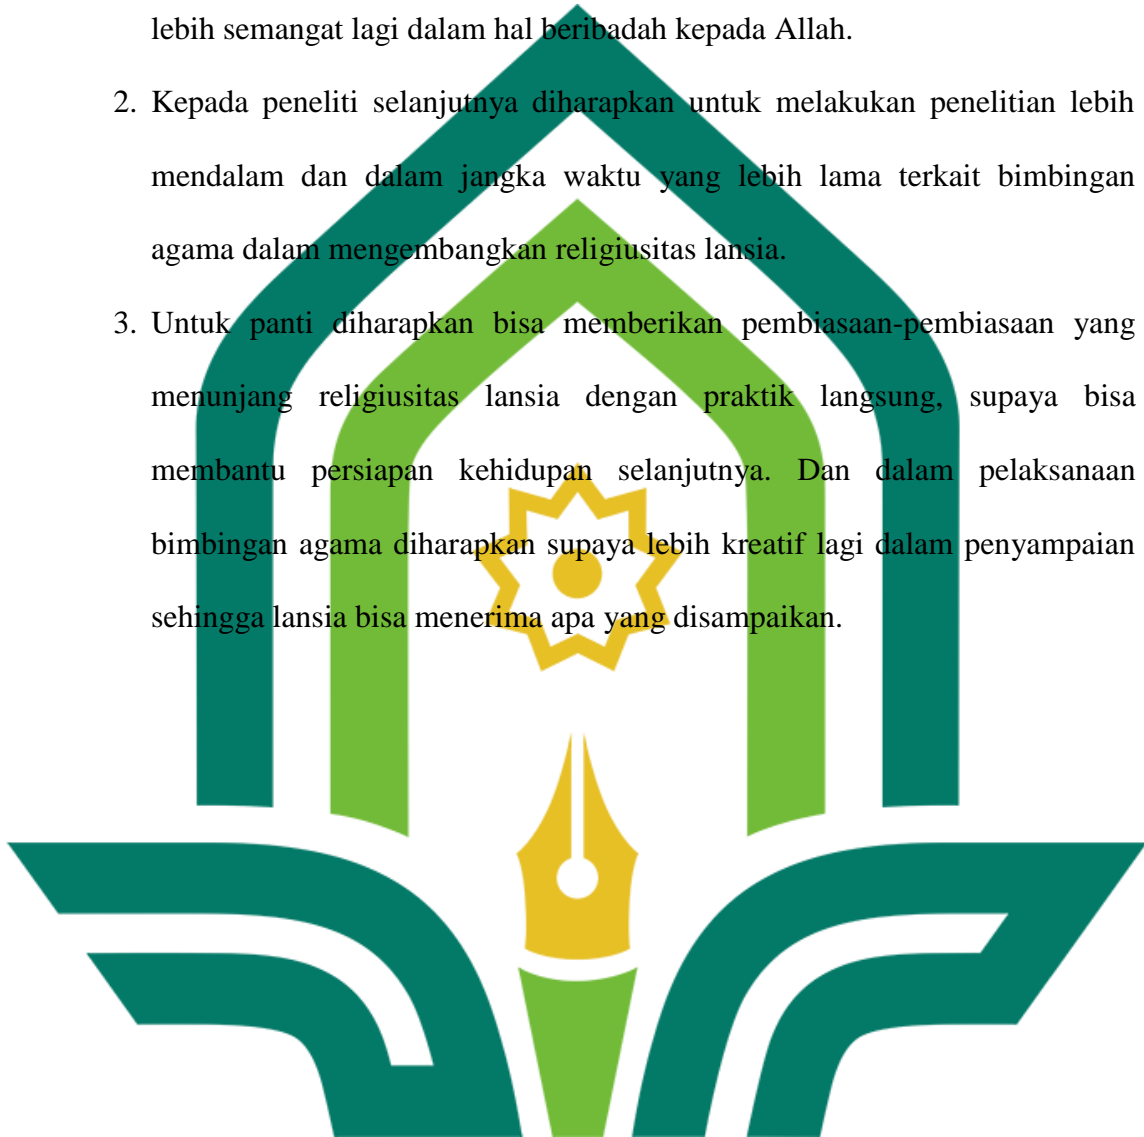 lebih semangat lagi dalam hal beribadah kepada Allah.
2. Kepada peneliti selanjutnya diharapkan untuk melakukan penelitian lebih
mendalam dan dalam jangka waktu yang lebih lama terkait bimbingan
agama dalam mengembangkan religiusitas lansia.
3. Untuk panti diharapkan bisa memberikan pembiasaan-pembiasaan yang
menunjang religiusitas lansia dengan praktik langsung, supaya bisa
membantu persiapan kehidupan selanjutnya. Dan dalam pelaksanaan
bimbingan agama diharapkan supaya lebih kreatif lagi dalam penyampaian
sehingga lansia bisa menerima apa yang disampaikan.